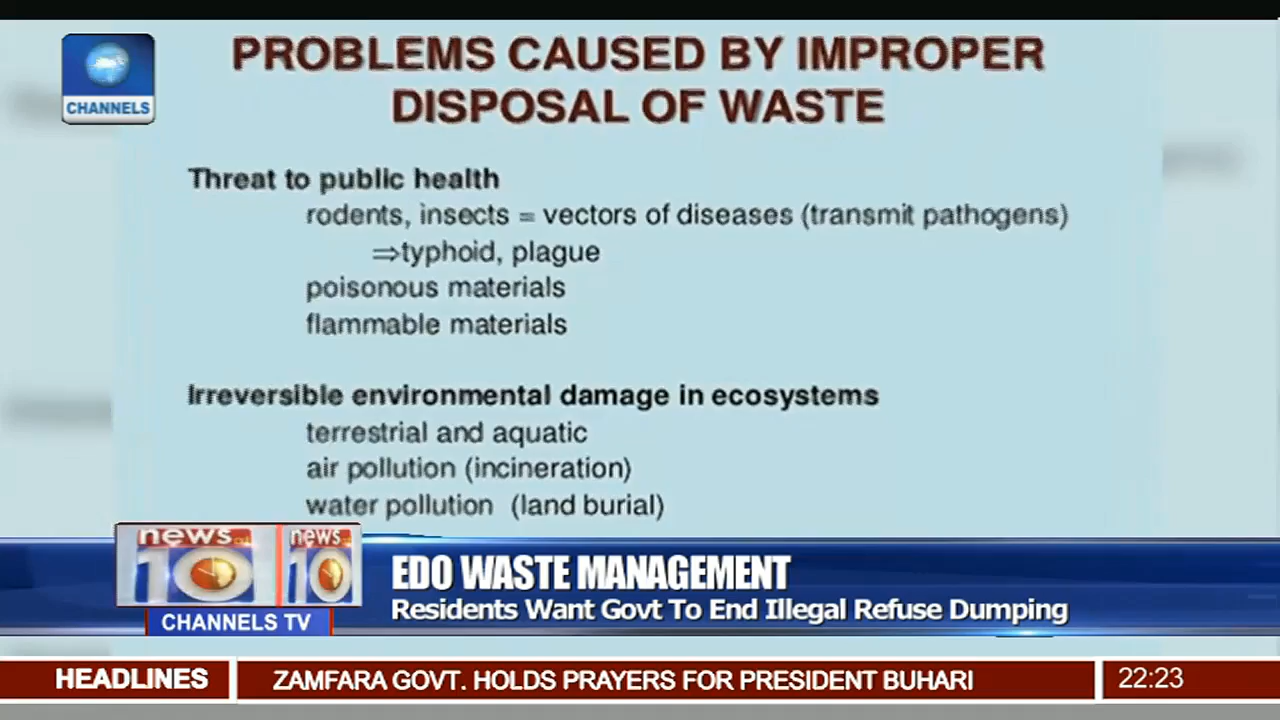 CHANNELS
PROBLEMS CAUSED BY IMPROPER
DISPOSAL OF WASTE
Threat to public health
rodents, insects = vectors of diseases (transmit pathogens)
⇒typhoid, plague
poisonous materials
flammable materials
Irreversible environmental damage in ecosystems
terrestrial and aquatic
air pollution (incineration)
water pollution (land burial)
news
10
news
10
CHANNELS TV
EDO WASTE MANAGEMENT
Residents Want Govt To End Illegal Refuse Dumping
HEADLINES
ZAMFARA GOVT. HOLDS PRAYERS FOR PRESIDENT BUHARI
22:23